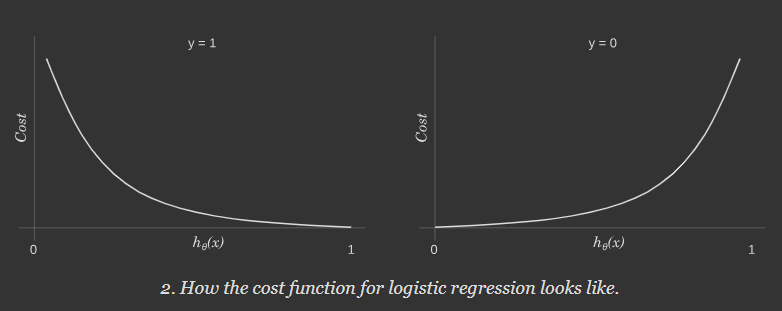 y = 1
Cost
0
hθ(x)
1
y = 0
Cost
0
hθ(x)
1
2. How the cost function for logistic regression looks like.